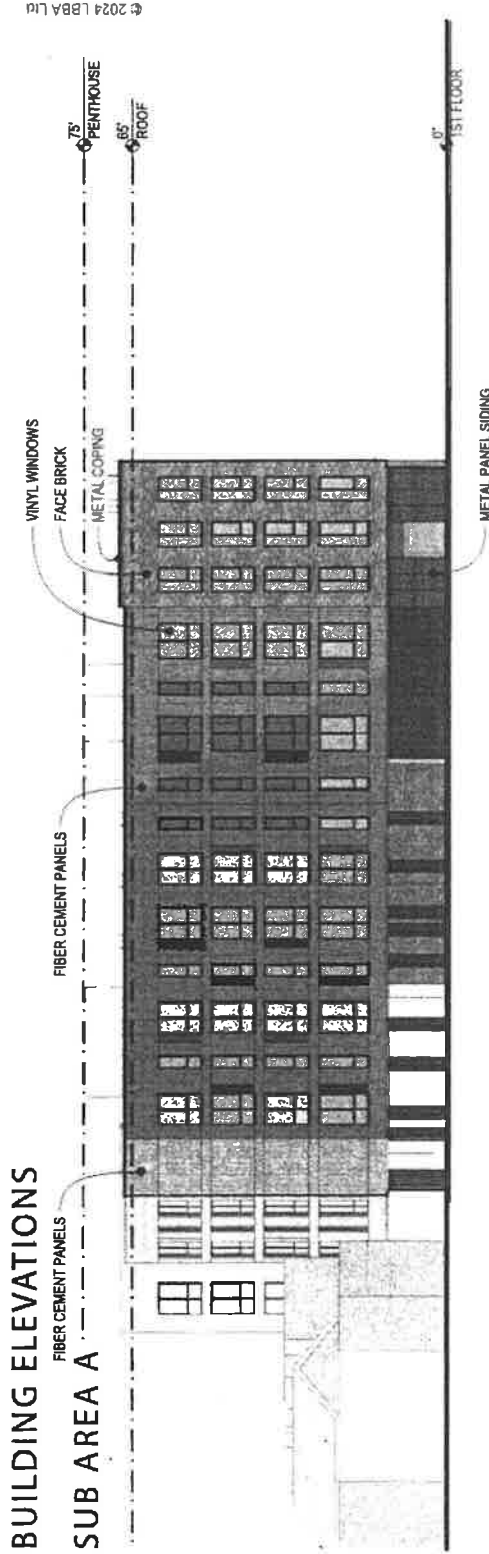 BUILDING ELEVATIONS
SUB AREA A
FIBER CEMENT PANELS
FIBER CEMENT PANELS
VINYL WINDOWS
FACE BRICK
METAL COPING
75'
PENTHOUSE
65'
ROOF
0"
1ST FLOOR
METAL PANEL SIDING
© 2024 LBBA Ltd